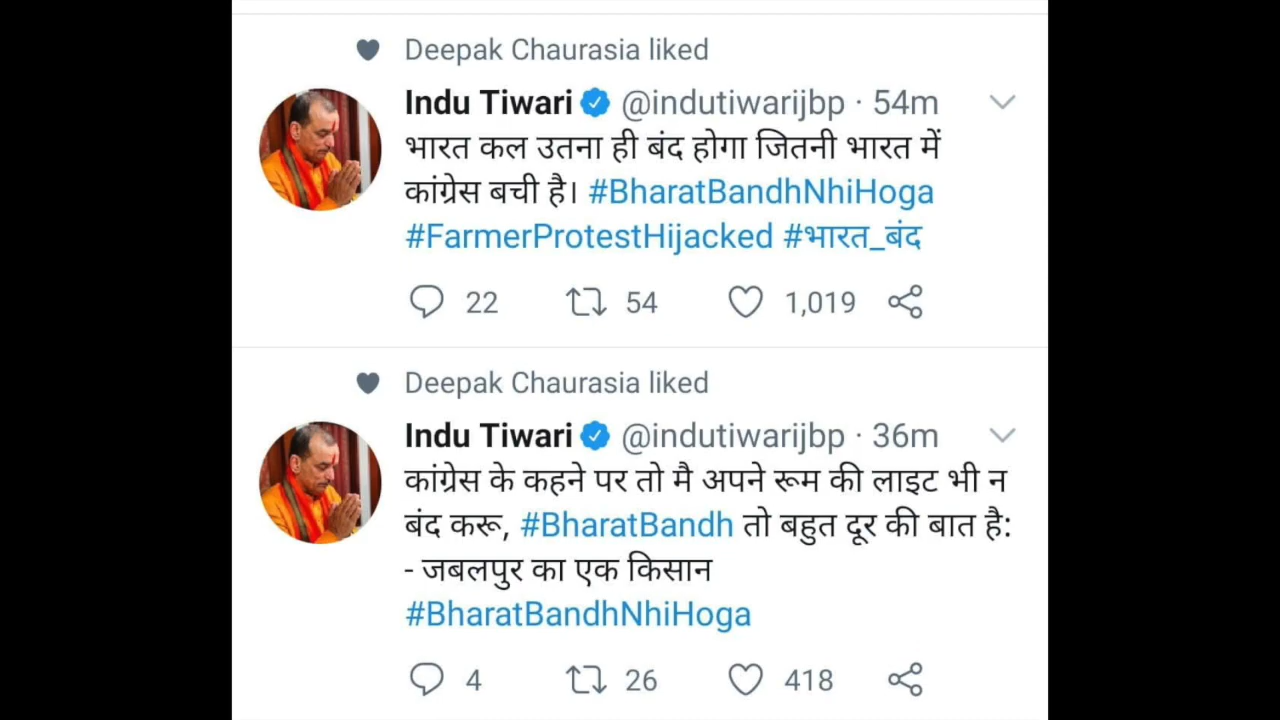 Deepak Chaurasia liked
Indu Tiwari @indutiwarijbp · 54m
भारत कल उतना ही बंद होगा जितनी भारत में
कांग्रेस बची है। #BharatBandhNhiHoga
#FarmerProtestHijacked #भारत_बंद
22 54 1,019
Deepak Chaurasia liked
Indu Tiwari @indutiwarijbp · 36m
कांग्रेस के कहने पर तो मै अपने रूम की लाइट भी न
बंद करू, #BharatBandh तो बहुत दूर की बात है:
- जबलपुर का एक किसान
#BharatBandhNhiHoga
4 26 418